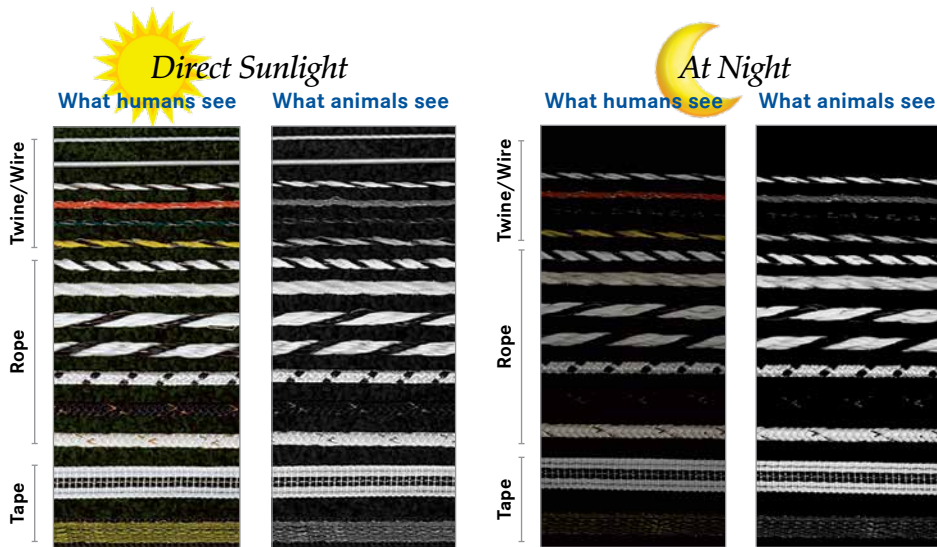 Direct Sunlight
At Night
What humans see
What animals see
What humans see
What animals see
Twine/Wire
Rope
Tape
Twine/Wire
Rope
Tape